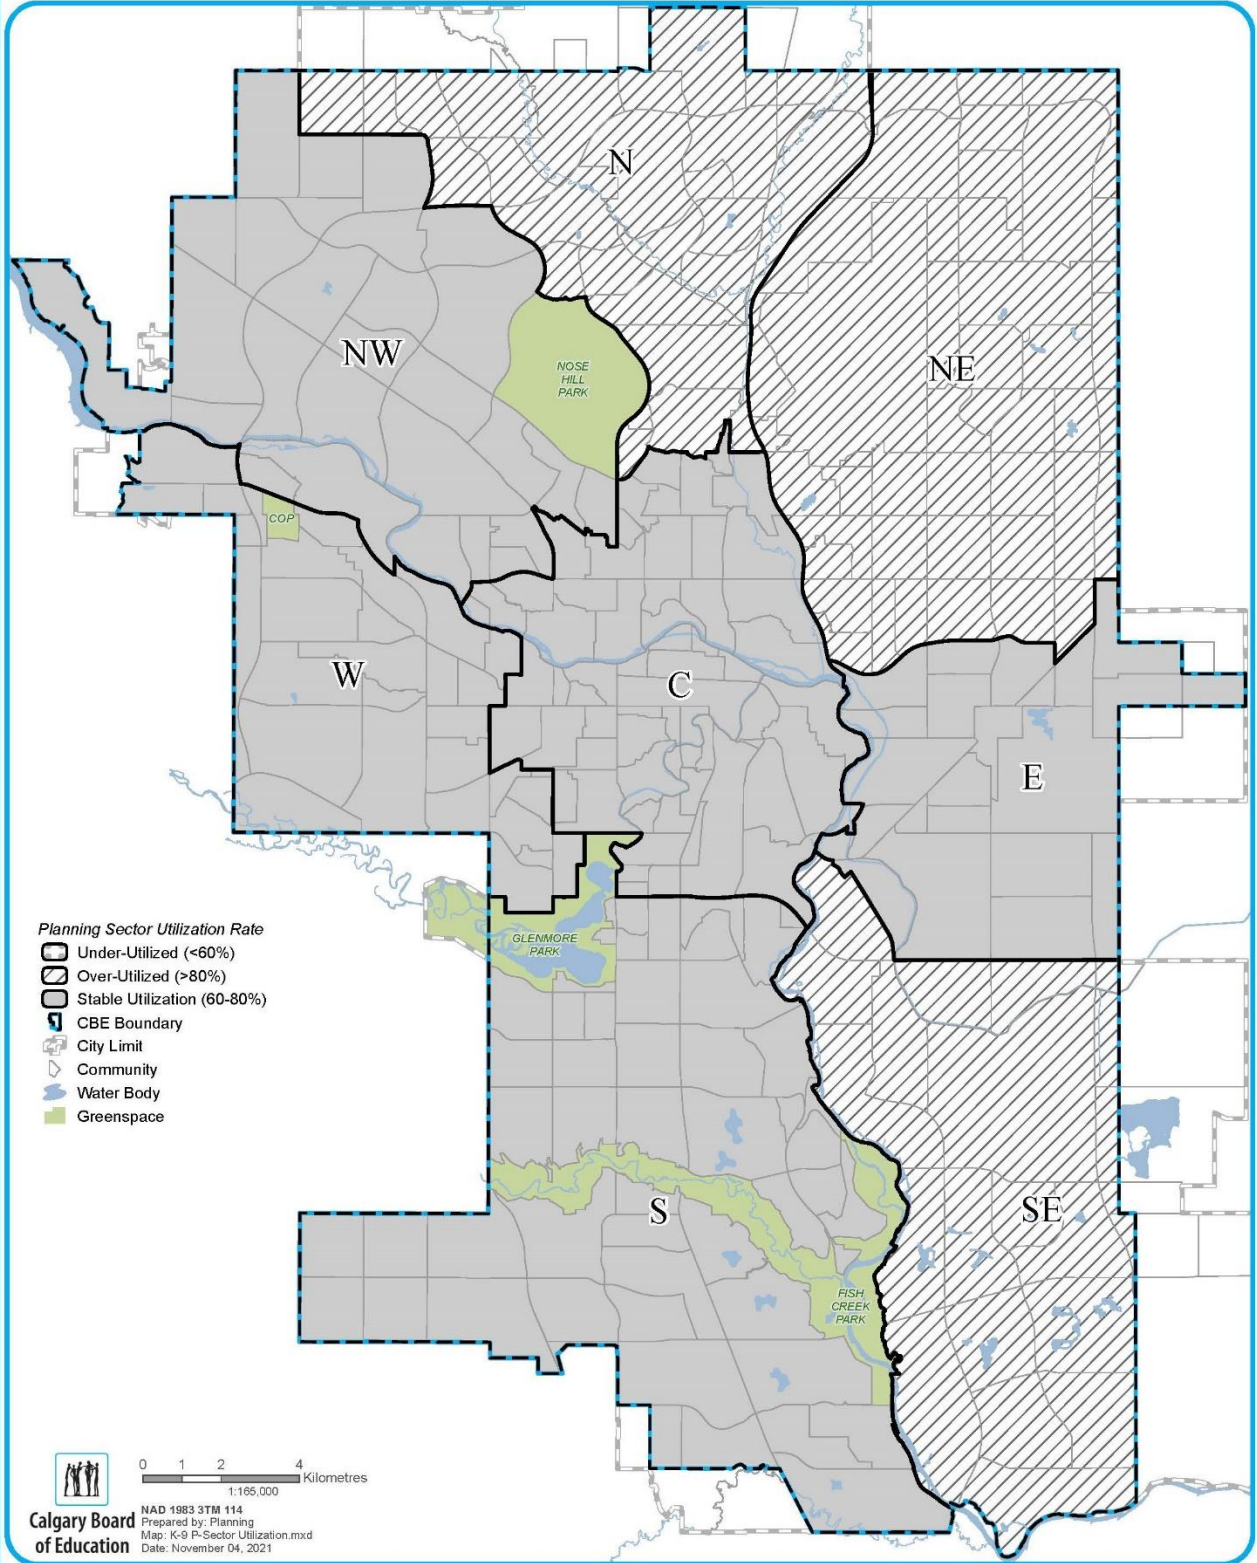 N
NW
NOSE
HILL
PARK
NE
COP
W
C
E
GLENMORE
PARK
Planning Sector Utilization Rate
Under-Utilized (<60%)
Over-Utilized (>80%)
Stable Utilization (60-80%)
CBE Boundary
City Limit
Community
Water Body
Greenspace
S
SE
FISH
CREEK
PARK
0 1 2 4
Kilometres
1:165,000
Calgary Board
of Education
NAD 1983 3TM 114
Prepared by: Planning
Map: K-9 P-Sector Utilization.mxd
Date: November 04, 2021